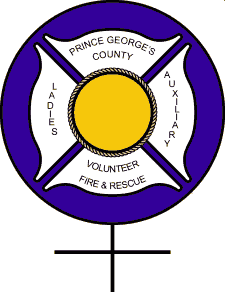 PRINCE GEORGE'S
COUNTY
LADIES
AUXILIARY
VOLUNTEER
FIRE & RESCUE